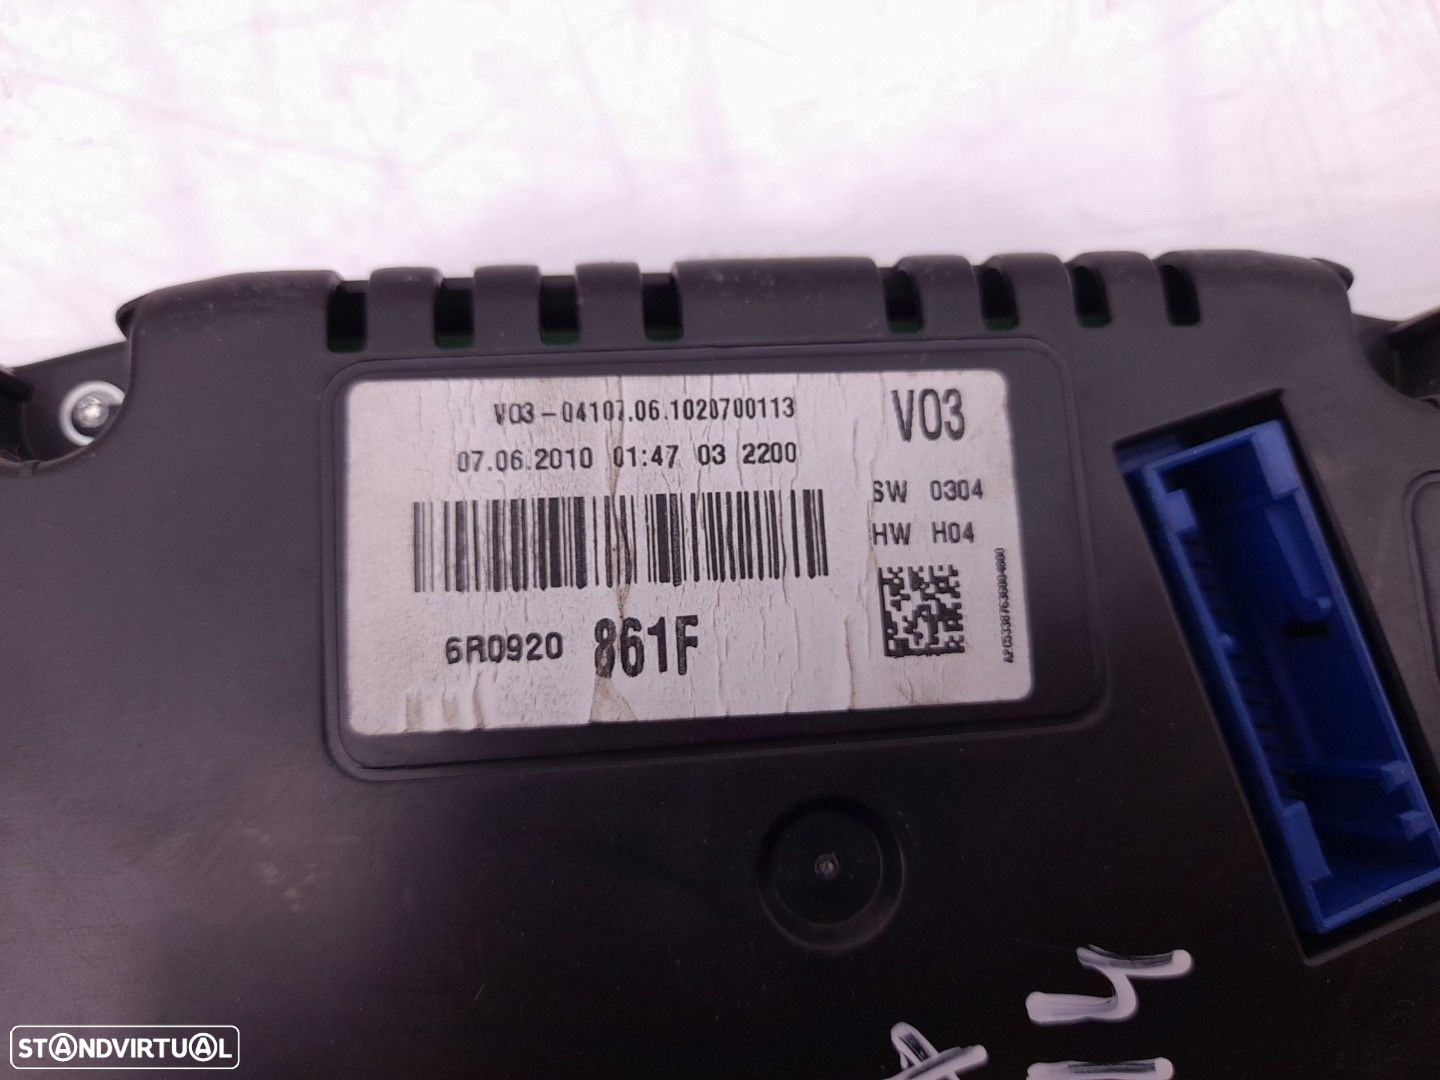 V03-04107.06.1020700113
V03
07.06.2010 01:47 03 2200
SW 0304
HW H04
6R0920 861F
STANDVIRTUAL